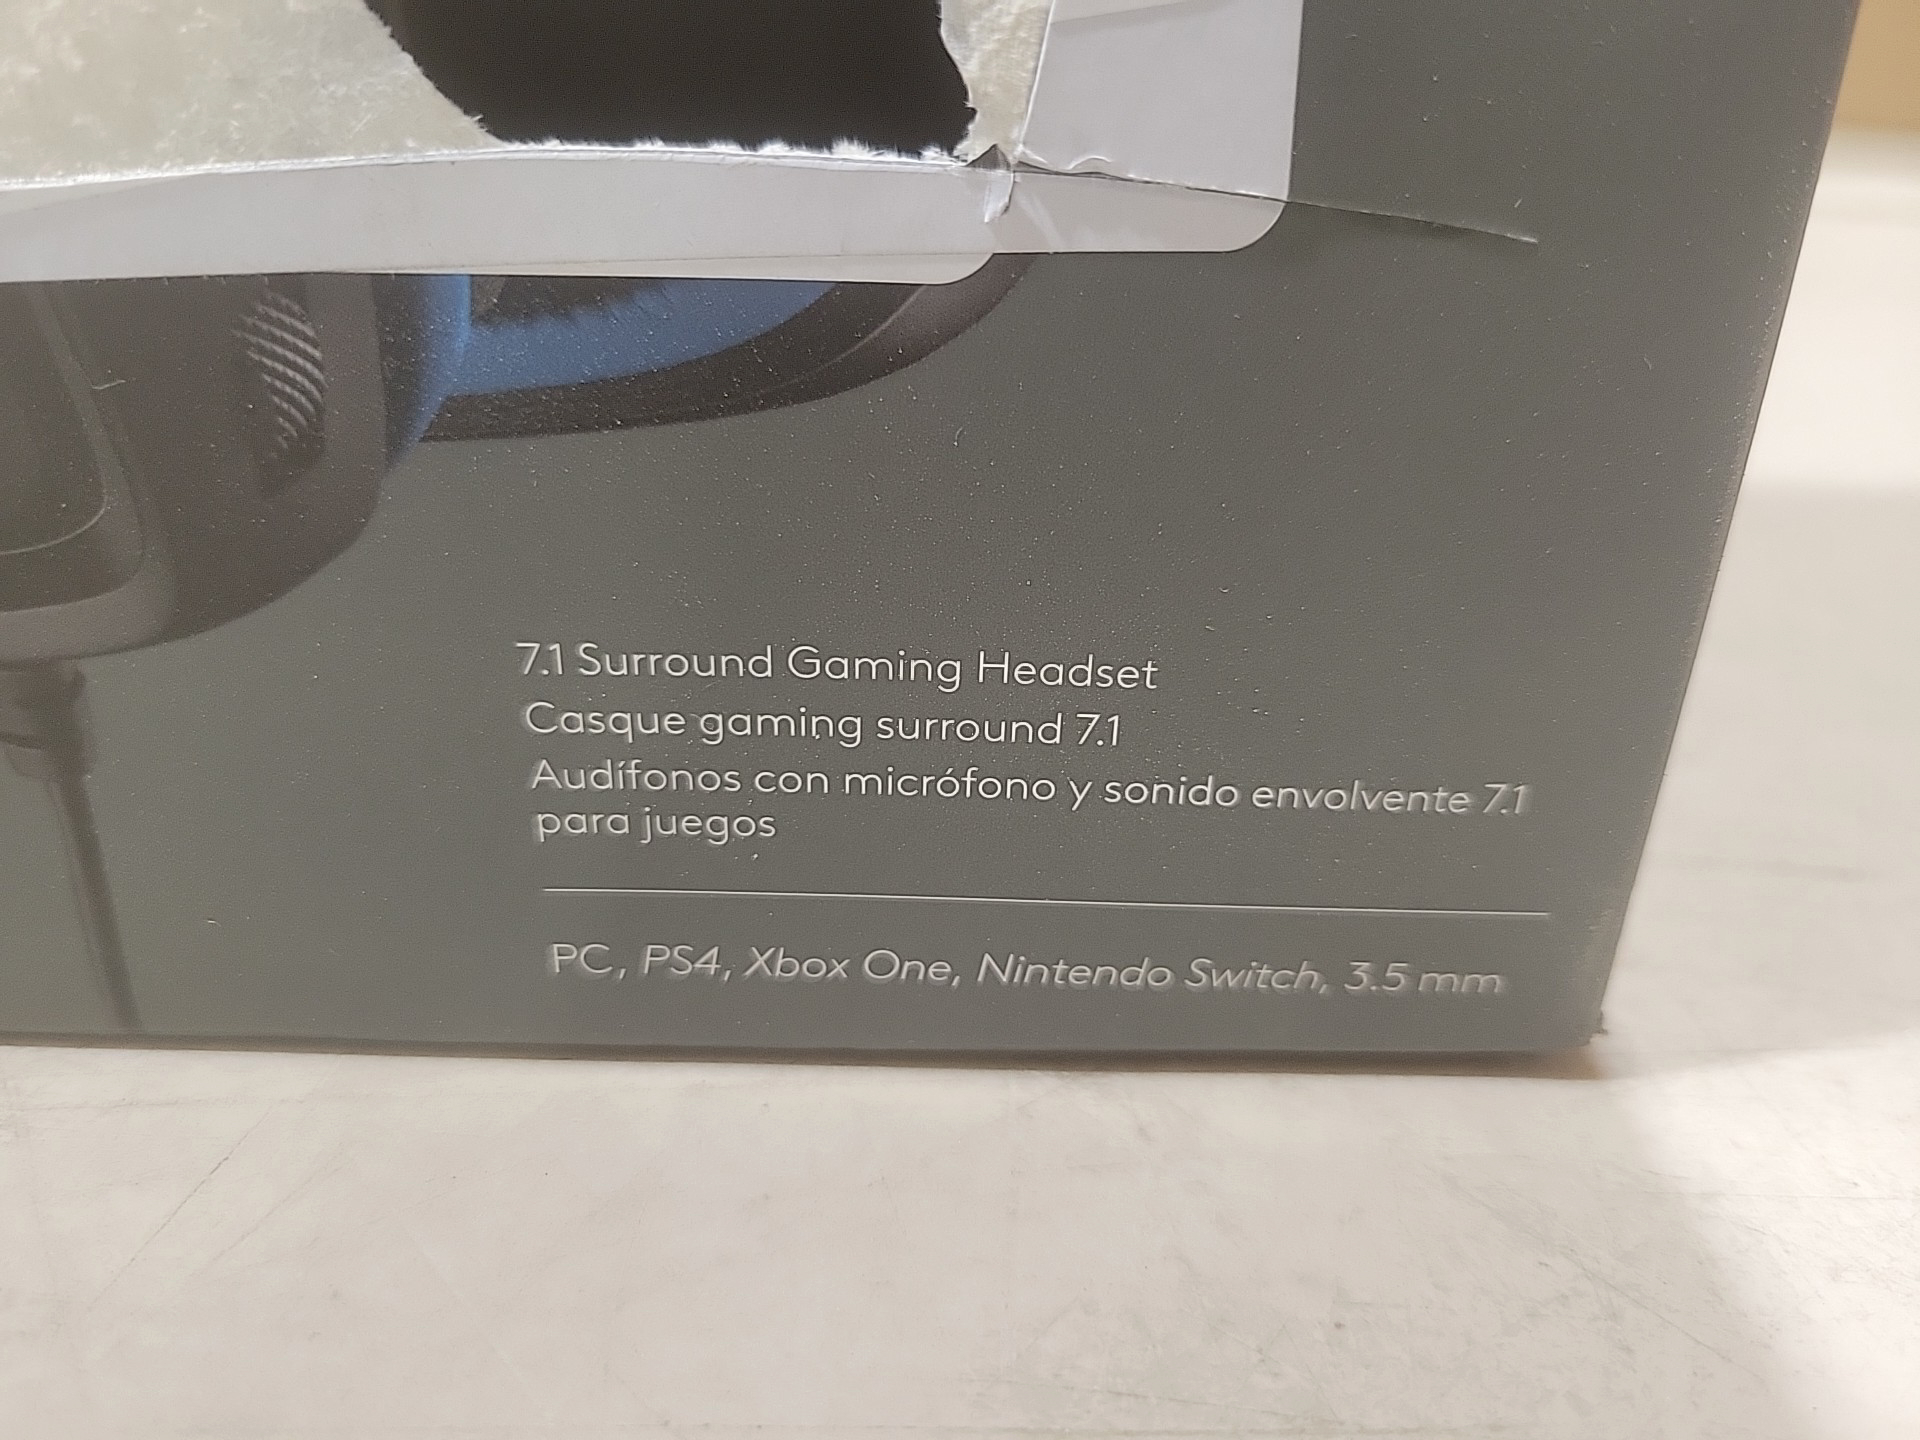 7.1 Surround Gaming Headset
Casque gaming surround 7.1
Audífonos con micrófono y sonido envolvente 7.1
para juegos
PC, PS4, Xbox One, Nintendo Switch, 3.5 mm